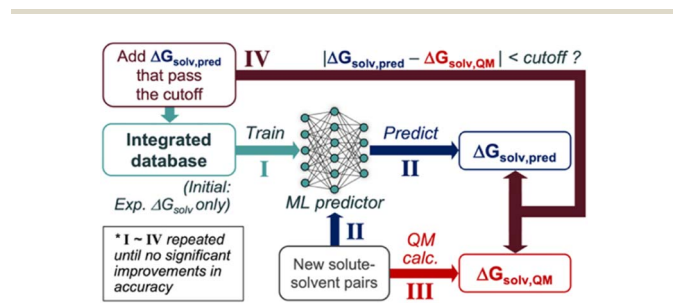 Add ΔGsolv,pred
that pass
the cutoff
IV
|ΔGsolv,pred – ΔGsolv,QM| < cutoff ?
Integrated
database
(Initial:
Exp. ΔGsolv only)
Train
I
ML predictor
Predict
II
ΔGsolv,pred
II
* I ~ IV repeated
until no significant
improvements in
accuracy
New solute-
solvent pairs
QM
calc.
III
ΔGsolv,QM